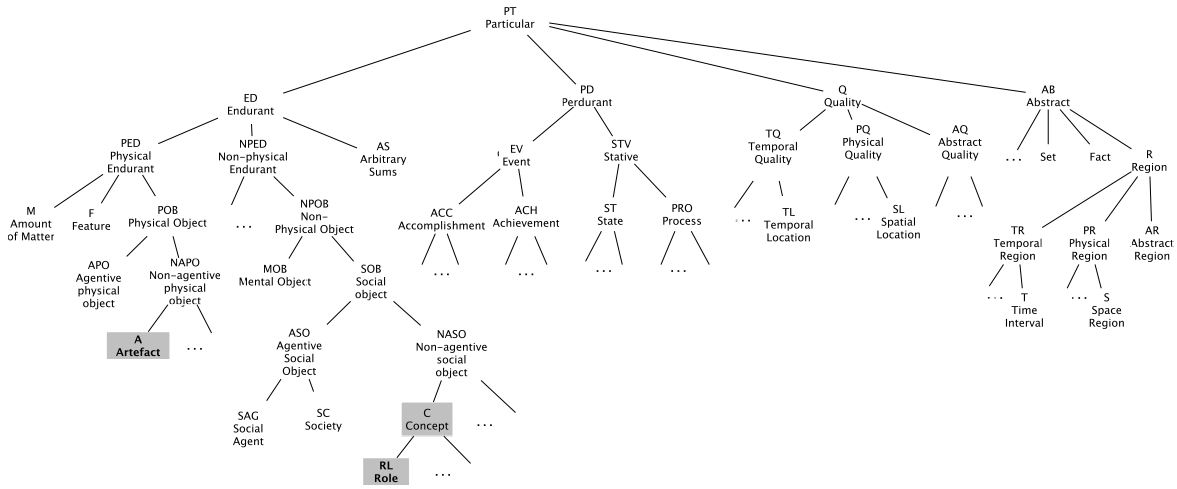 PT
Particular
ED
Endurant
PD
Perdurant
Q
Quality
AB
Abstract
PED
Physical
Endurant
NPED
Non-physical
Endurant
AS
Arbitrary
Sums
EV
Event
STV
Stative
TQ
Temporal
Quality
PQ
Physical
Quality
AQ
Abstract
Quality
...
Set
Fact
R
Region
M
Amount
of Matter
F
Feature
POB
Physical Object
...
NPOB
Non-
Physical Object
ACC
Accomplishment
ACH
Achievement
ST
State
PRO
Process
...
TL
Temporal
Location
...
SL
Spatial
Location
...
TR
Temporal
Region
PR
Physical
Region
AR
Abstract
Region
APO
Agentive
physical
object
NAPO
Non-agentive
physical
object
MOB
Mental Object
SOB
Social
object
...
...
...
...
...
T
Time
Interval
...
S
Space
Region
A
Artefact
...
ASO
Agentive
Social
Object
NASO
Non-agentive
social
object
SAG
Social
Agent
SC
Society
C
Concept
...
RL
Role
...